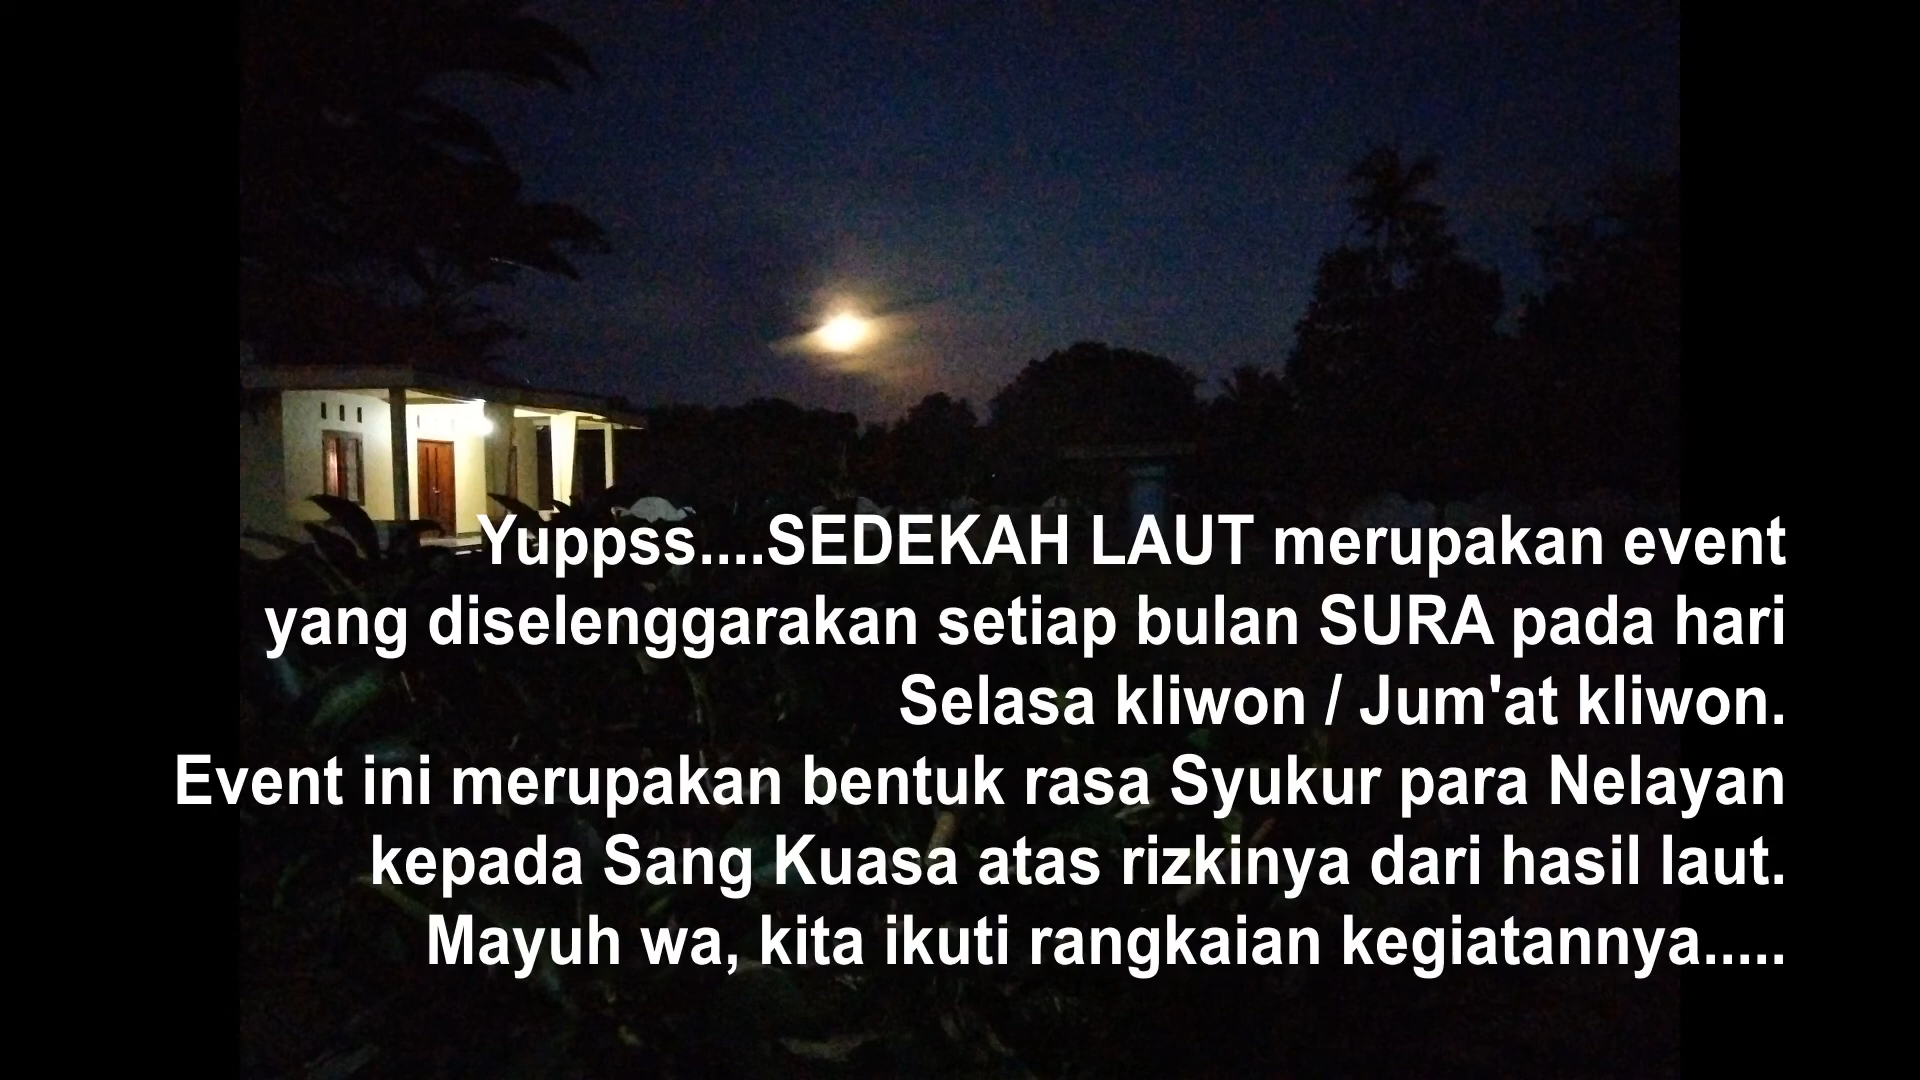 Yuppss....SEDEKAH LAUT merupakan event
yang diselenggarakan setiap bulan SURA pada hari
Selasa kliwon / Jum'at kliwon.
Event ini merupakan bentuk rasa Syukur para Nelayan
kepada Sang Kuasa atas rizkinya dari hasil laut.
Mayuh wa, kita ikuti rangkaian kegiatannya.....